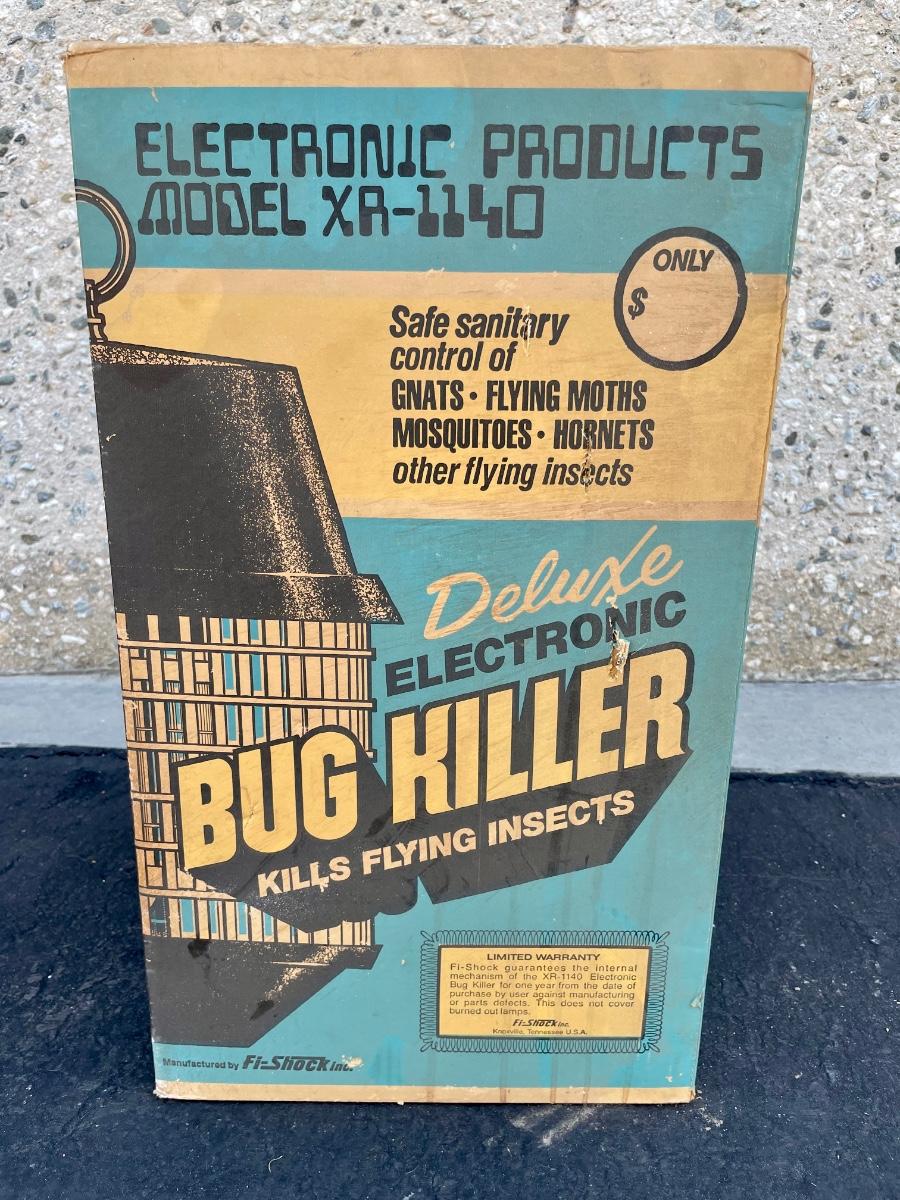 ELECTRONIC PRODUCTS
MODEL XR-1140
ONLY
$
Safe sanitary
control of
GNATS • FLYING MOTHS
MOSQUITOES • HORNETS
other flying insects
Deluxe
ELECTRONIC
BUG KILLER
KILLS FLYING INSECTS
LIMITED WARRANTY
Fi-Shock guarantees the internal
mechanism of the XR-1140 Electronic
Bug Killer for one year from the date of
purchase by user against manufacturing
or parts defects. This does not cover
burned out lamps.
Fi-Shock Inc.
Knoxville, Tennessee U.S.A.
Manufactured by Fi-Shock Inc.